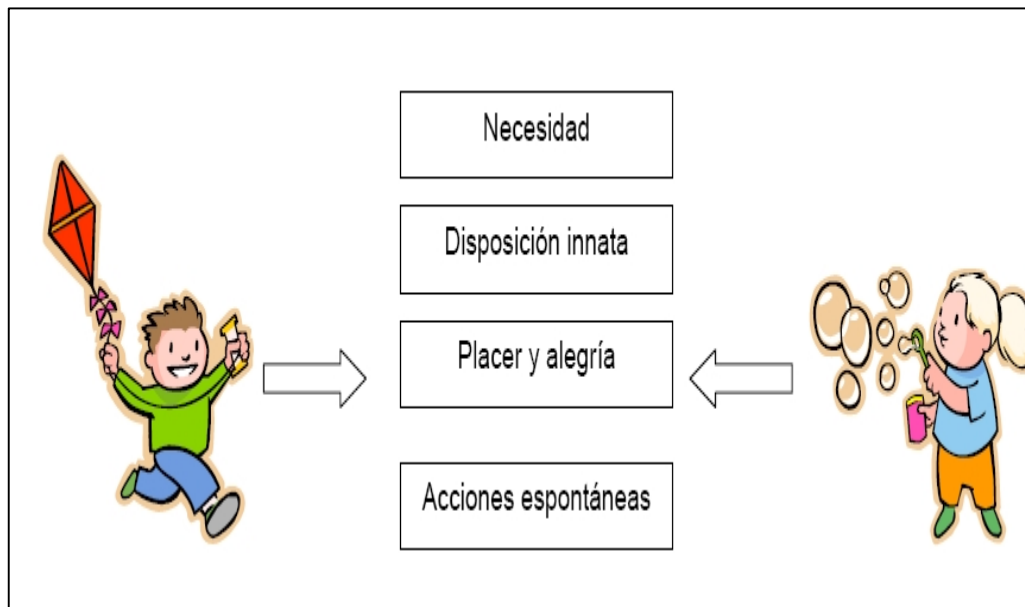 Necesidad
Disposición innata
Placer y alegría
Acciones espontáneas